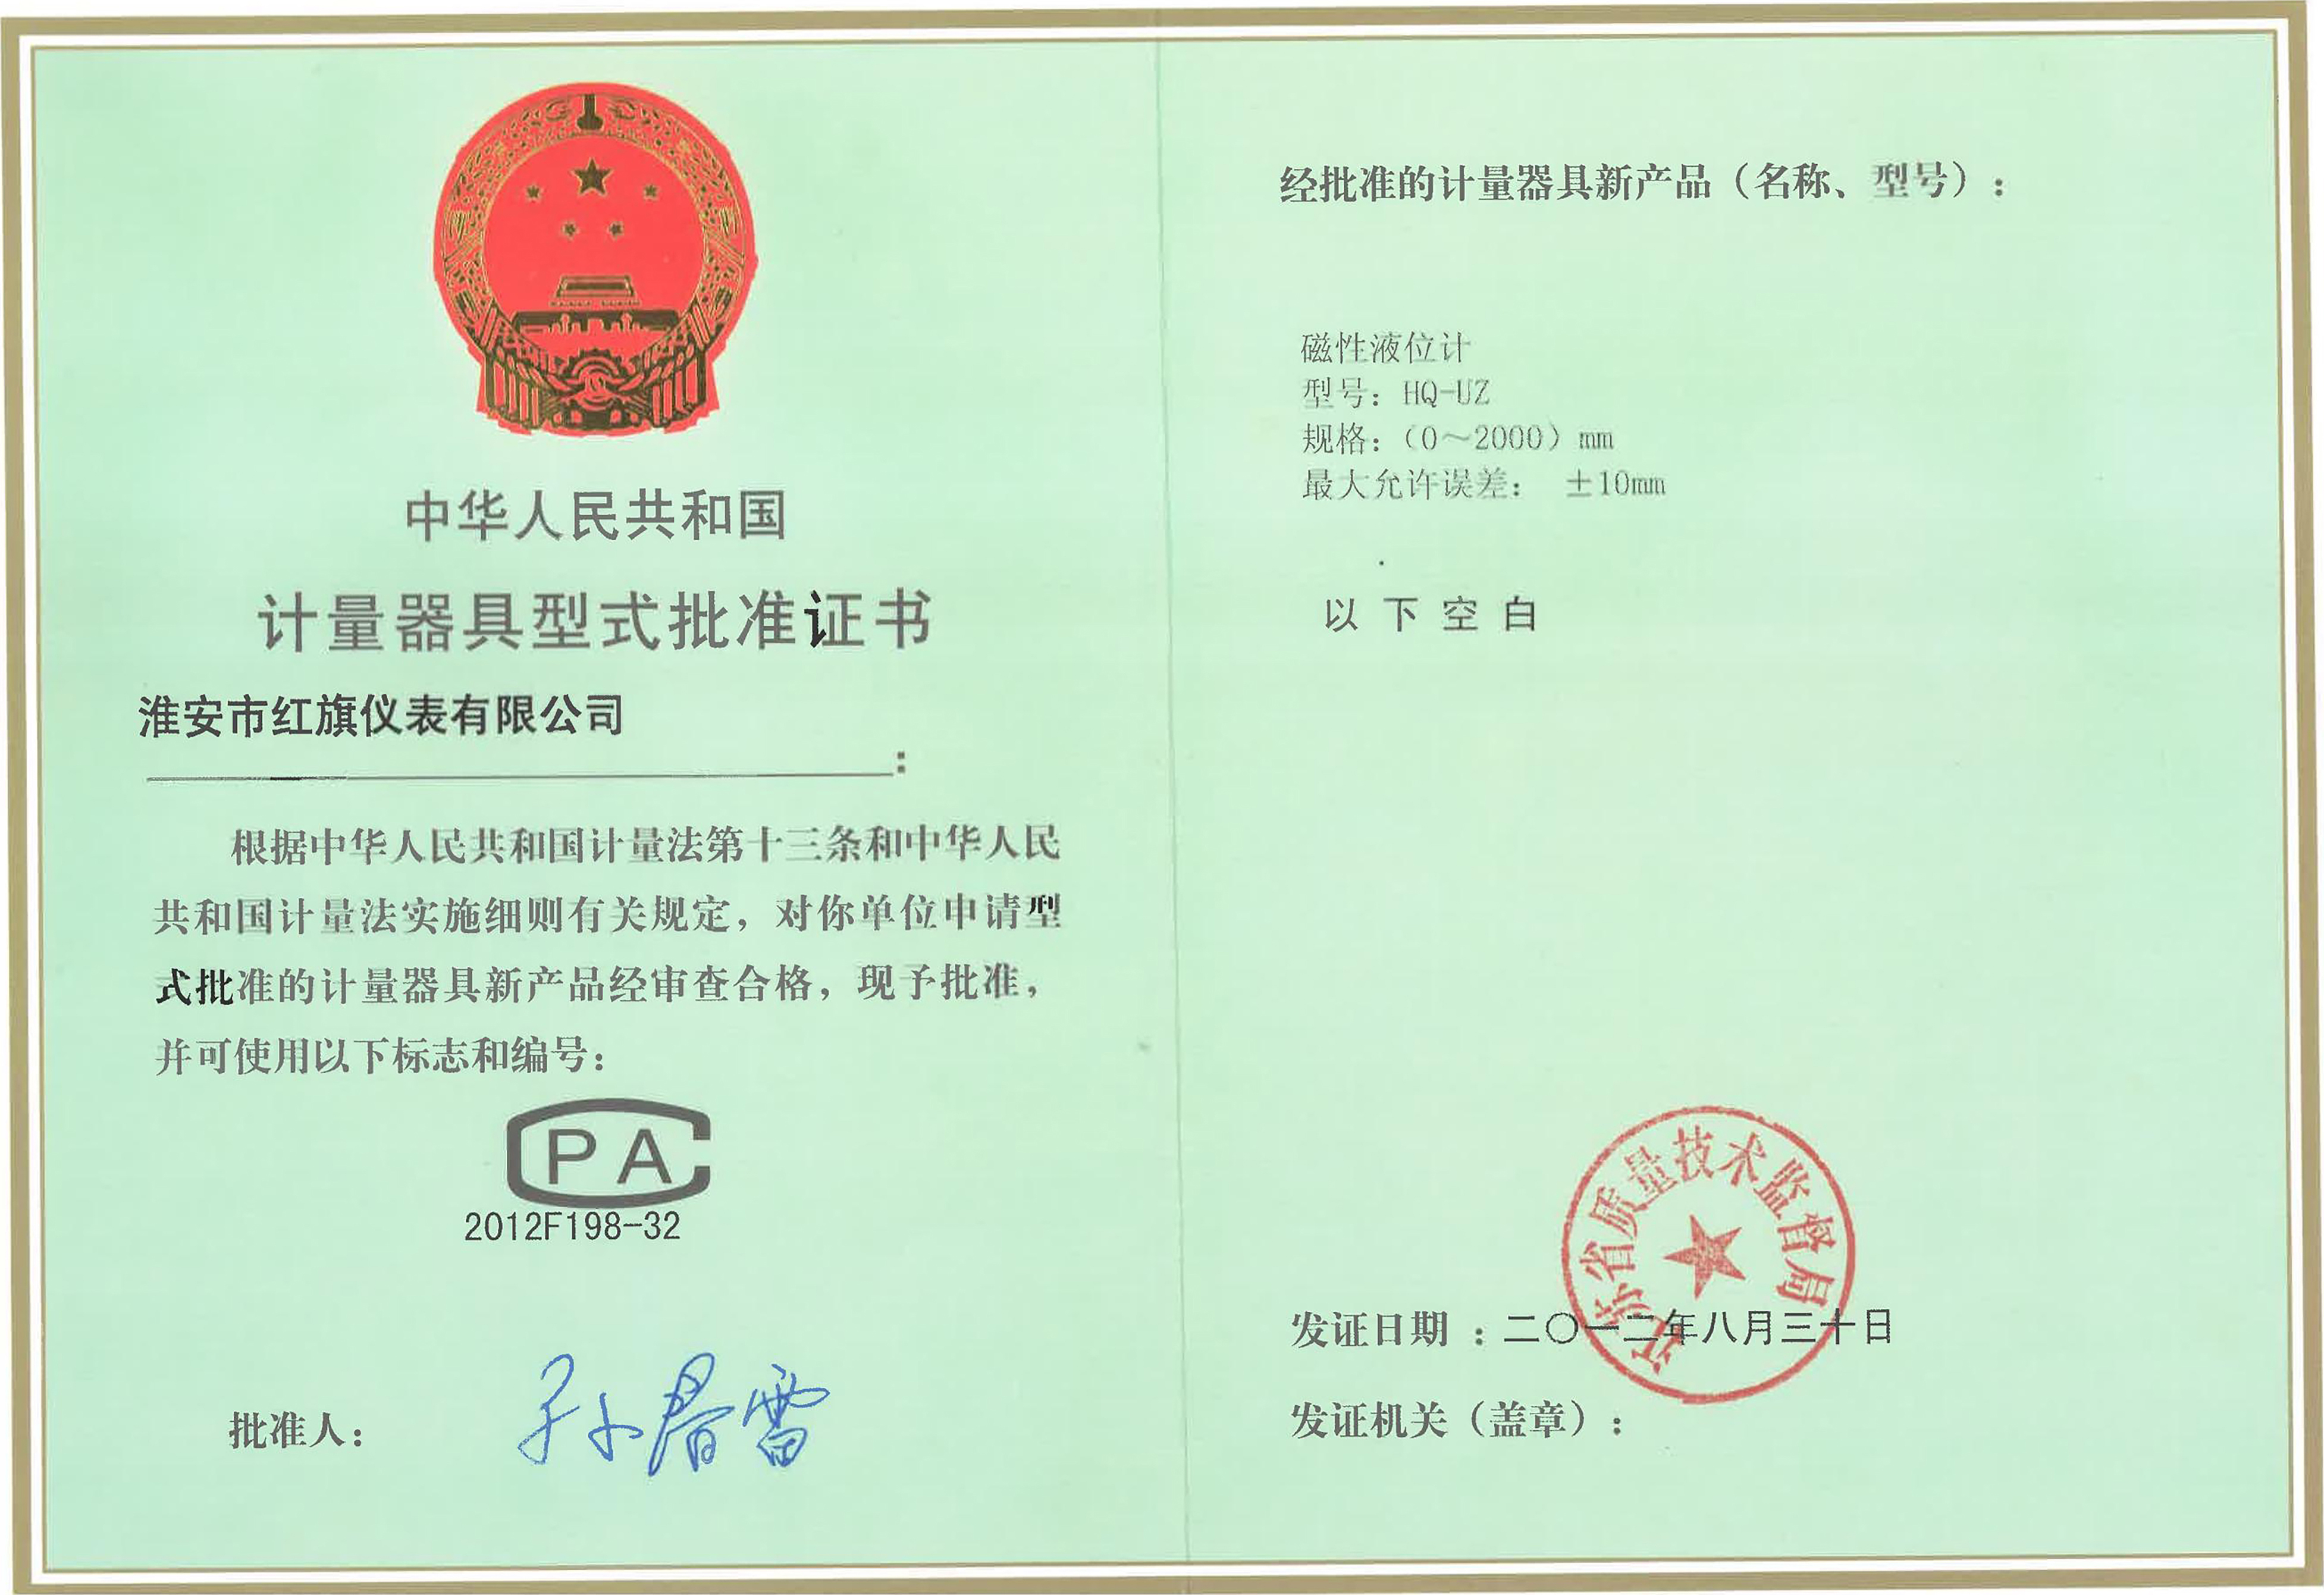 中华人民共和国
计量器具型式批准证书
淮安市红旗仪表有限公司
:
根据中华人民共和国计量法第十三条和中华人民
共和国计量法实施细则有关规定，对你单位申请型
式批准的计量器具新产品经审查合格，现予批准，
并可使用以下标志和编号：
CPA
2012F198-32
批准人：
孙春雷
经批准的计量器具新产品（名称、型号）：
磁性液位计
型号：HQ-UZ
规格：（0～2000）mm
最大允许误差： ±10mm
以下空白
江苏省质量技术监督局
发证日期：二〇一二年八月三十日
发证机关（盖章）：